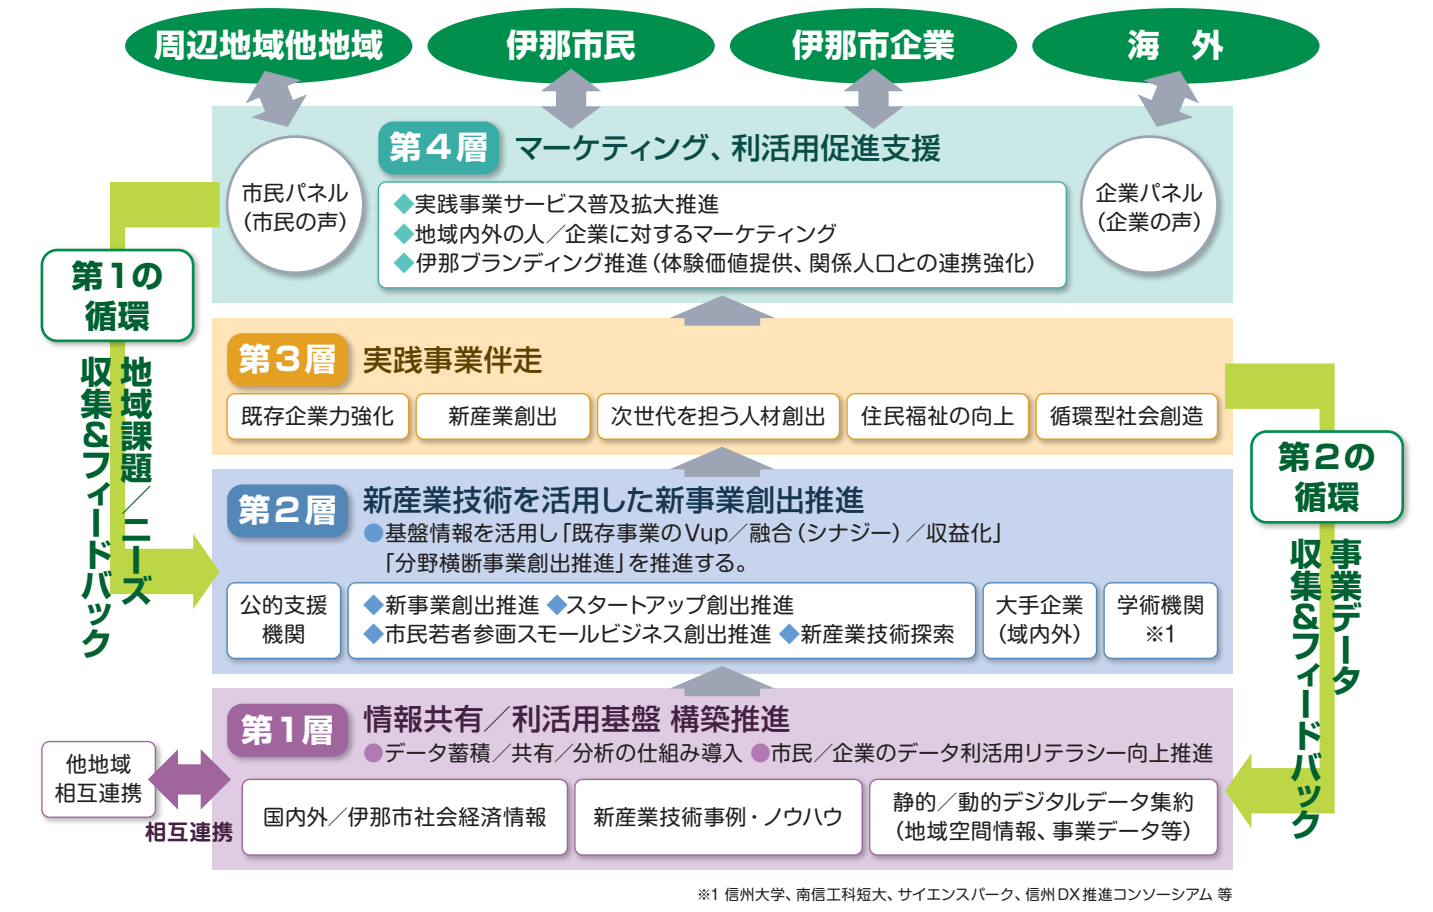 周辺地域他地域
伊那市民
伊那市企業
海　外
第4層 マーケティング、利活用促進支援
市民パネル
（市民の声）
◆実践事業サービス普及拡大推進
◆地域内外の人／企業に対するマーケティング
◆伊那ブランディング推進（体験価値提供、関係人口との連携強化）
企業パネル
（企業の声）
第1の
循環
地域課題／ニーズ
収集&フィードバック
第3層 実践事業伴走
既存企業力強化
新産業創出
次世代を担う人材創出
住民福祉の向上
循環型社会創造
第2の
循環
事業データ
収集&フィードバック
第2層 新産業技術を活用した新事業創出推進
●基盤情報を活用し「既存事業のVup／融合（シナジー）／収益化」
「分野横断事業創出推進」を推進する。
公的支援
機関
◆新事業創出推進 ◆スタートアップ創出推進
◆市民若者参画スモールビジネス創出推進 ◆新産業技術探索
大手企業
（域内外）
学術機関
※1
第1層 情報共有／利活用基盤 構築推進
●データ蓄積／共有／分析の仕組み導入 ●市民／企業のデータ利活用リテラシー向上推進
他地域
相互連携
相互連携
国内外／伊那市社会経済情報
新産業技術事例・ノウハウ
静的／動的デジタルデータ集約
（地域空間情報、事業データ等）
※1 信州大学、南信工科短大、サイエンスパーク、信州DX推進コンソーシアム 等